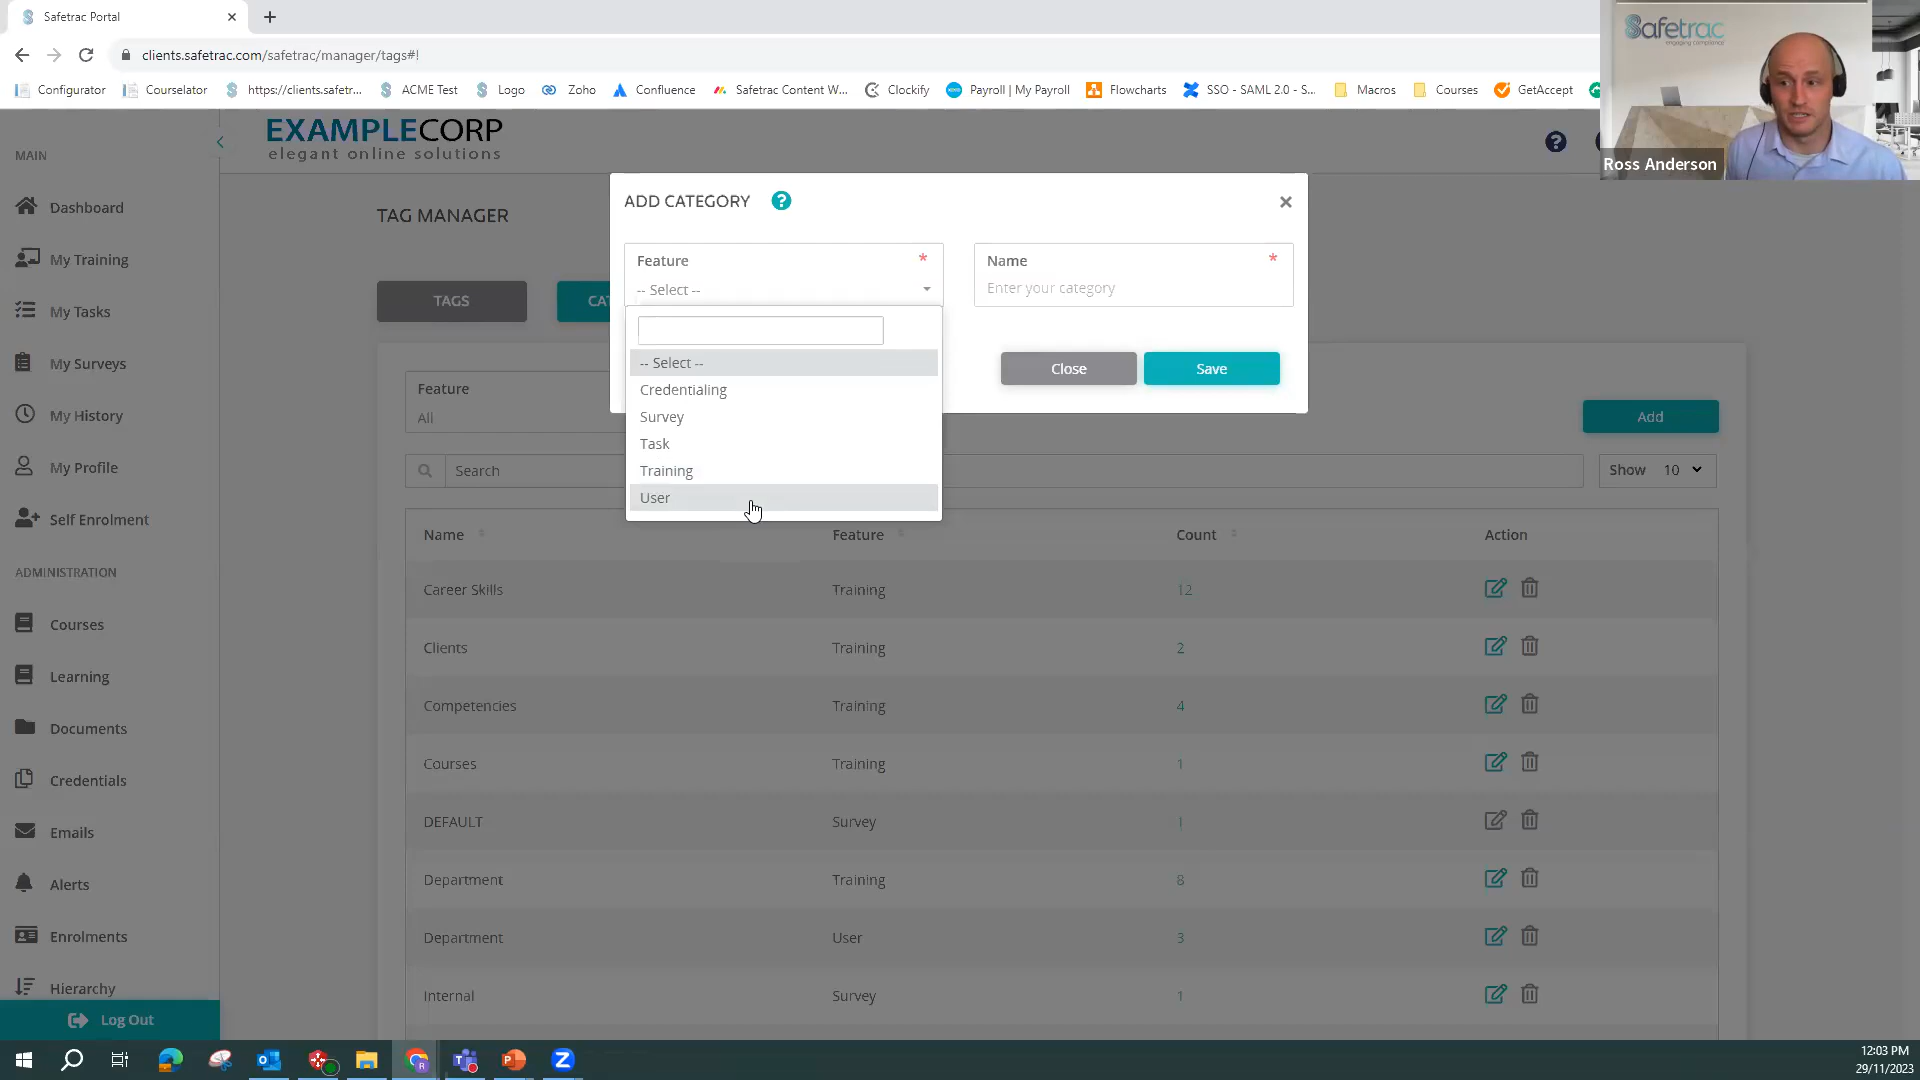 Safetrac Portal
clients.safetrac.com/safetrac/manager/tags#!
Configurator
Courselator
https://clients.safetr...
ACME Test
Logo
Zoho
Confluence
Safetrac Content W...
Clockify
Payroll | My Payroll
Flowcharts
SSO - SAML 2.0 - S...
Macros
Courses
GetAccept
Safetrac
engaging compliance
Ross Anderson
EXAMPLECORP
elegant online solutions
MAIN
Dashboard
My Training
My Tasks
My Surveys
My History
My Profile
Self Enrolment
ADMINISTRATION
Courses
Learning
Documents
Credentials
Emails
Alerts
Enrolments
Hierarchy
Log Out
TAG MANAGER
TAGS
CA
Feature
All
Add
Search
Show 10
ADD CATEGORY ?
Feature *
-- Select --
Name *
Enter your category
-- Select --
Credentialing
Survey
Task
Training
User
Close
Save
Name Feature Count Action
Career Skills Training 12
Clients Training 2
Competencies Training 4
Courses Training 1
DEFAULT Survey 1
Department Training 8
Department User 3
Internal Survey 1
12:03 PM
29/11/2023